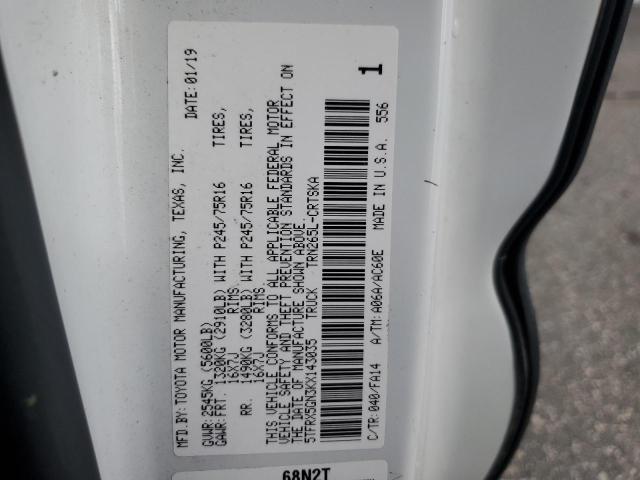 MFD.BY:TOYOTA MOTOR MANUFACTURING, TEXAS, INC. DATE: 01/19
GVWR:2545KG(5600LB)
GAWR:FRT. 1320KG(2910LB) WITH P245/75R16 TIRES,
16X7J RIMS,
RR. 1490KG(3280LB) WITH P245/75R16 TIRES,
16X7J RIMS.
THIS VEHICLE CONFORMS TO ALL APPLICABLE FEDERAL MOTOR
VEHICLE SAFETY AND THEFT PREVENTION STANDARDS IN EFFECT ON
THE DATE OF MANUFACTURE SHOWN ABOVE.
5TFRX5GN3KX143035 TRUCK TRN265L-CRTSKA
C/TR: 040/FA14 A/TM: A06A/AC60E MADE IN U.S.A. 556
1
68N2T